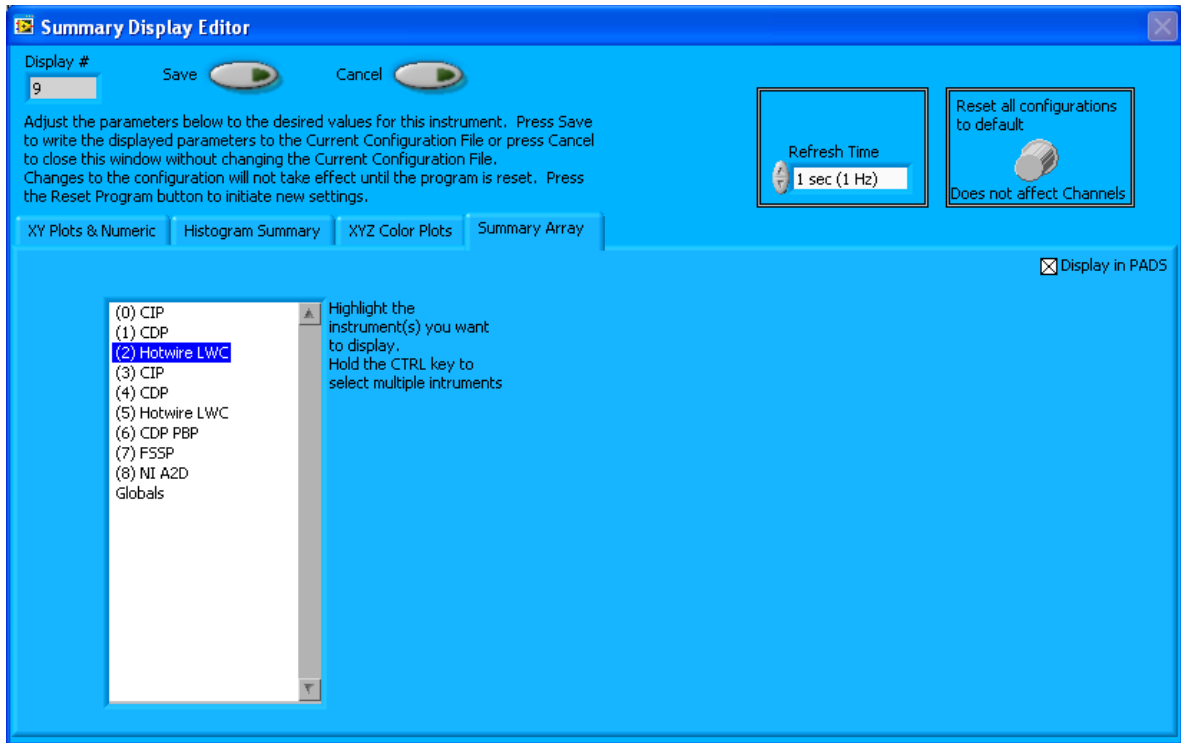 Summary Display Editor
Display #
9
Save
Cancel
Adjust the parameters below to the desired values for this instrument. Press Save
to write the displayed parameters to the Current Configuration File or press Cancel
to close this window without changing the Current Configuration File.
Changes to the configuration will not take effect until the program is reset. Press
the Reset Program button to initiate new settings.
Refresh Time
1 sec (1 Hz)
Reset all configurations
to default
Does not affect Channels
XY Plots & Numeric
Histogram Summary
XYZ Color Plots
Summary Array
Display in PADS
(0) CIP
(1) CDP
(2) Hotwire LWC
(3) CIP
(4) CDP
(5) Hotwire LWC
(6) CDP PBP
(7) FSSP
(8) NI A2D
Globals
Highlight the
instrument(s) you want
to display.
Hold the CTRL key to
select multiple intruments